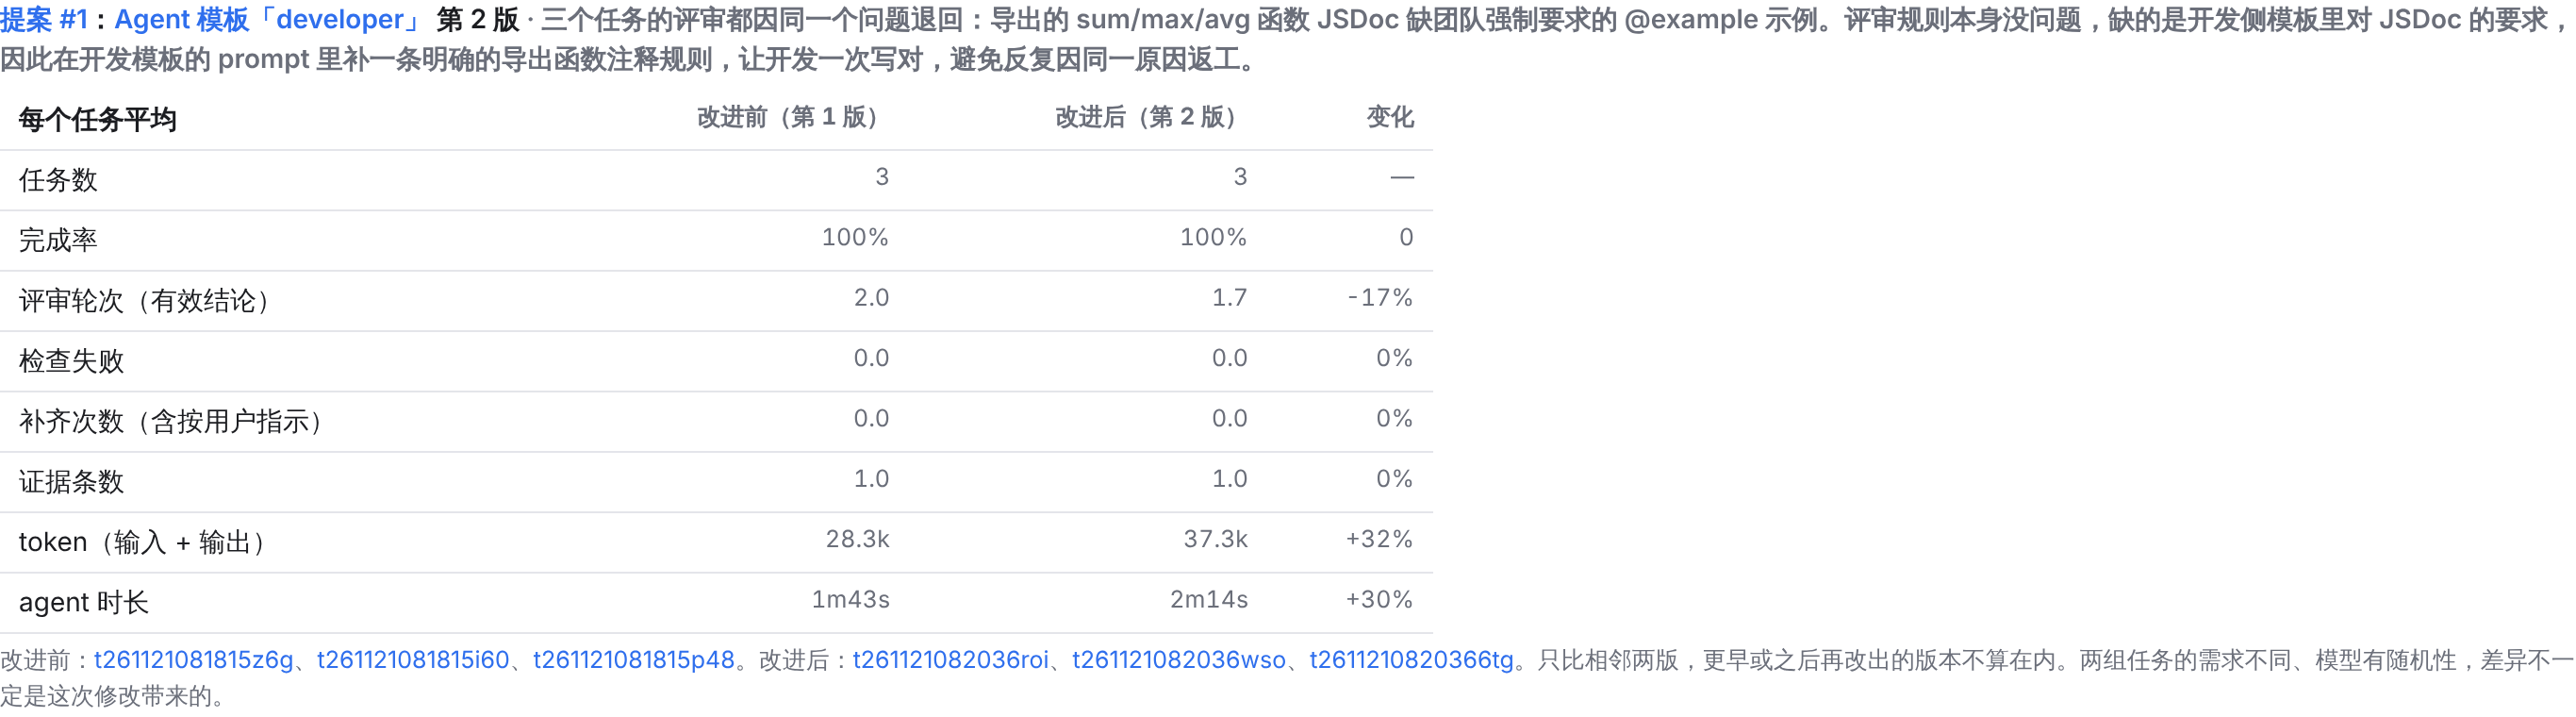 提案 #1：Agent 模板「developer」 第 2 版 · 三个任务的评审都因同一个问题退回：导出的 sum/max/avg 函数 JSDoc 缺团队强制要求的 @example 示例。评审规则本身没问题，缺的是开发侧模板里对 JSDoc 的要求，
因此在开发模板的 prompt 里补一条明确的导出函数注释规则，让开发一次写对，避免反复因同一原因返工。
每个任务平均 改进前（第 1 版） 改进后（第 2 版） 变化
任务数 3 3 —
完成率 100% 100% 0
评审轮次（有效结论） 2.0 1.7 -17%
检查失败 0.0 0.0 0%
补齐次数（含按用户指示） 0.0 0.0 0%
证据条数 1.0 1.0 0%
token（输入 + 输出） 28.3k 37.3k +32%
agent 时长 1m43s 2m14s +30%
改进前：t261121081815z6g、t261121081815i60、t261121081815p48。改进后：t261121082036roi、t261121082036wso、t2611210820366tg。只比相邻两版，更早或之后再改出的版本不算在内。两组任务的需求不同、模型有随机性，差异不一
定是这次修改带来的。